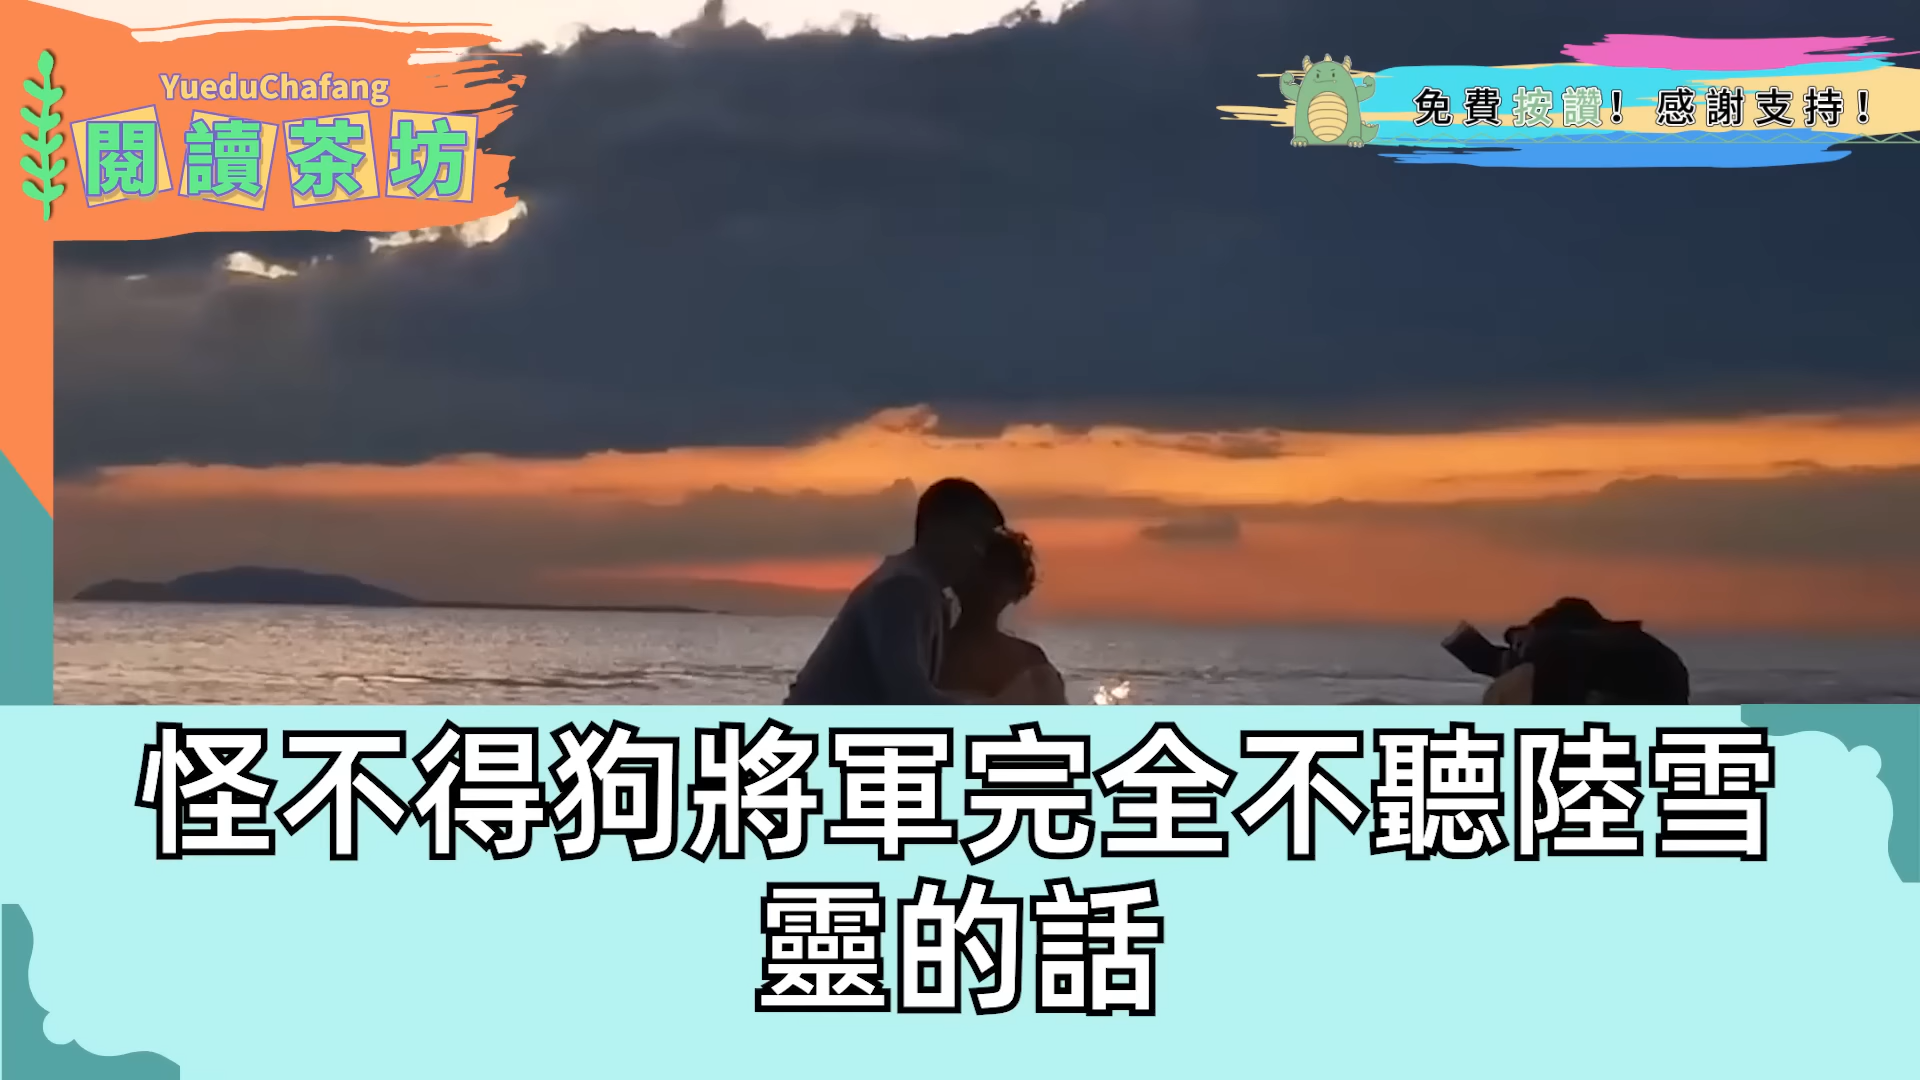 YueduChafang
閱讀茶坊
免費按讚！感謝支持！
怪不得狗將軍完全不聽陸雪
靈的話